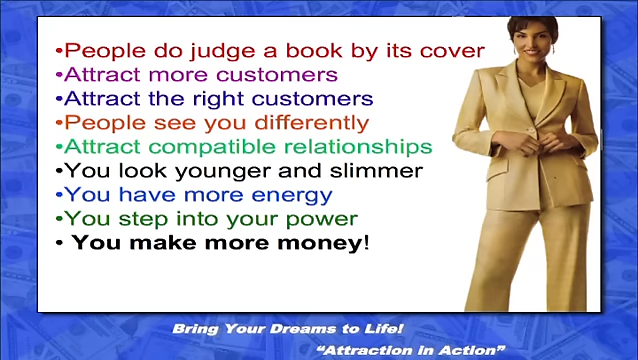 •People do judge a book by its cover
•Attract more customers
•Attract the right customers
•People see you differently
•Attract compatible relationships
•You look younger and slimmer
•You have more energy
•You step into your power
• You make more money!
Bring Your Dreams to Life!
“Attraction in Action”